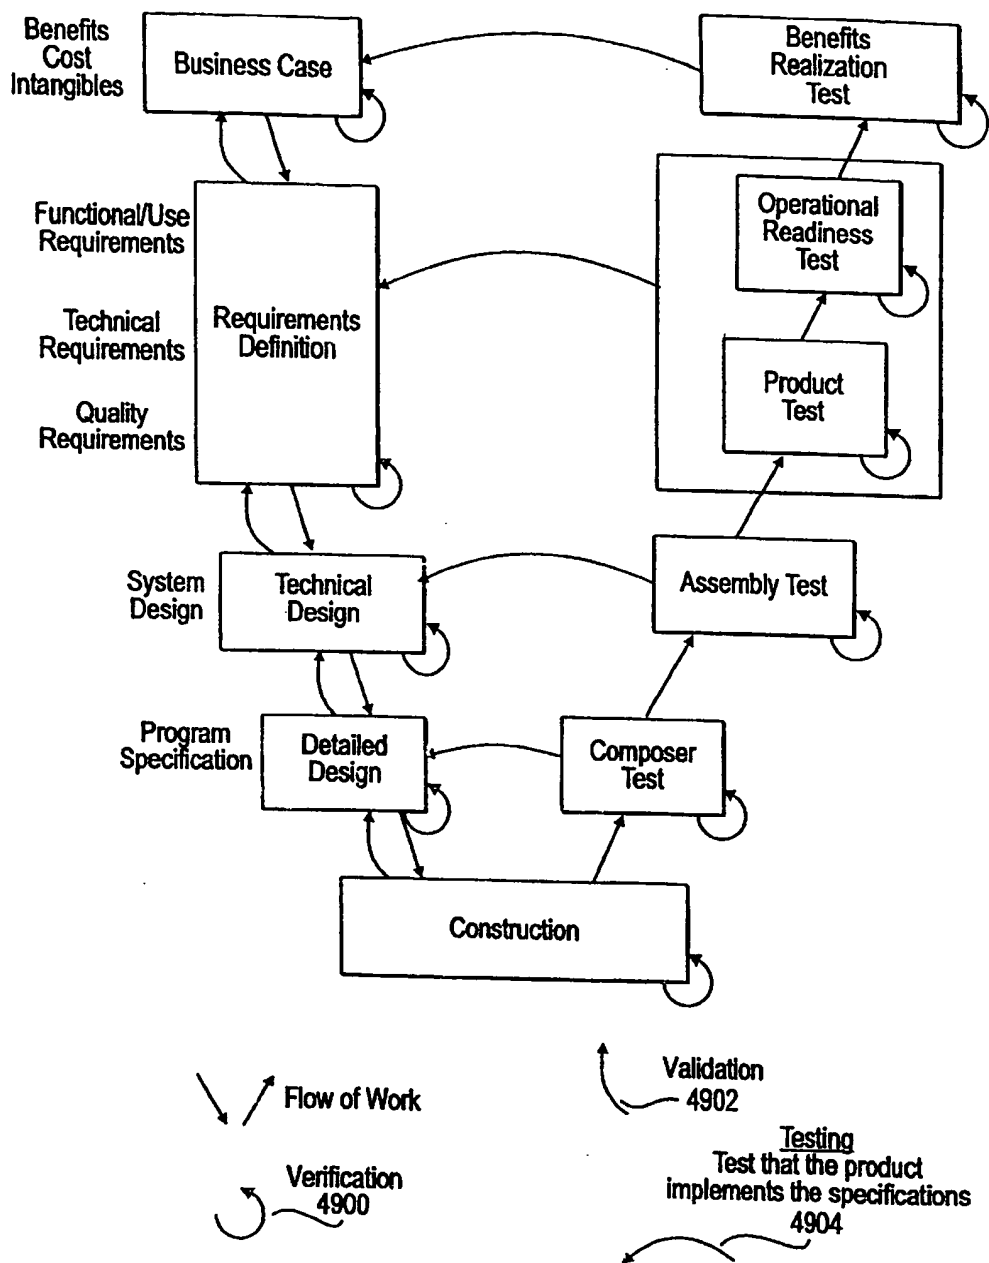 Benefits
Cost
Intangibles
Business Case
Benefits
Realization
Test
Functional/Use
Requirements
Technical
Requirements
Quality
Requirements
Requirements
Definition
Operational
Readiness
Test
Product
Test
System
Design
Technical
Design
Assembly Test
Program
Specification
Detailed
Design
Composer
Test
Construction
Flow of Work
Validation
4902
Verification
4900
Testing
Test that the product
implements the specifications
4904